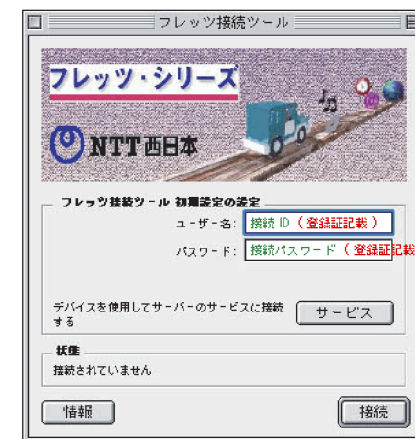 フレッツ接続ツール
フレッツ・シリーズ
NTT西日本
フレッツ接続ツール 初期設定の設定
ユーザー名: 接続 ID（登録証記載）
パスワード: 接続パスワード（登録証記載
デバイスを使用してサーバーのサービスに接続
する
サービス
状態
接続されていません
情報
接続